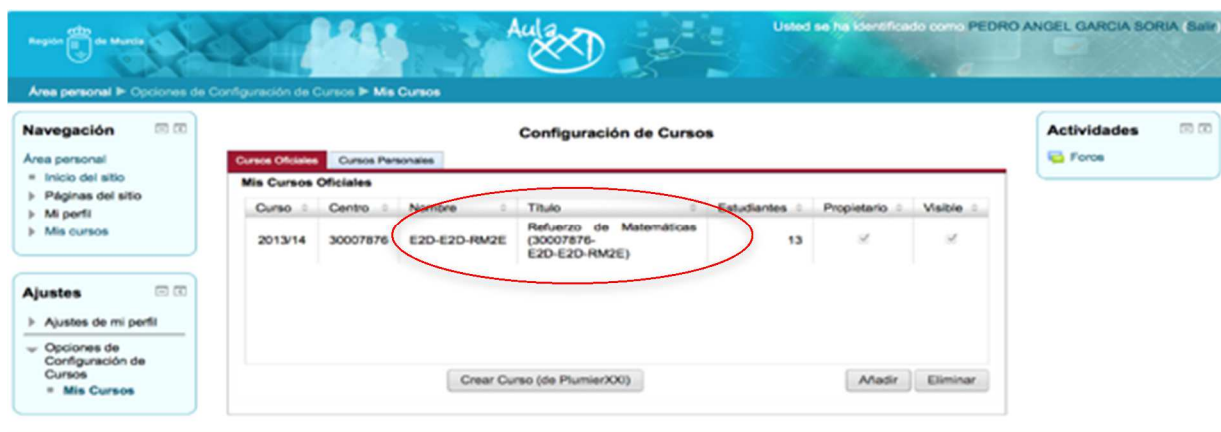 Región de Murcia
Aula XXI
Usted se ha identificado como PEDRO ANGEL GARCIA SORIA (Salir)
Área personal ► Opciones de Configuración de Cursos ► Mis Cursos
Navegación
Área personal
Inicio del sitio
Páginas del sitio
Mi perfil
Mis cursos
Ajustes
Ajustes de mi perfil
Opciones de
Configuración de
Cursos
Mis Cursos
Configuración de Cursos
Cursos Oficiales Cursos Personales
Mis Cursos Oficiales
Curso Centro Nombre Título Estudiantes Propietario Visible
2013/14 30007876 E2D-E2D-RM2E Refuerzo de Matemáticas
(30007876-
E2D-E2D-RM2E) 13
Crear Curso (de PlumierXXI) Añadir Eliminar
Actividades
Foros